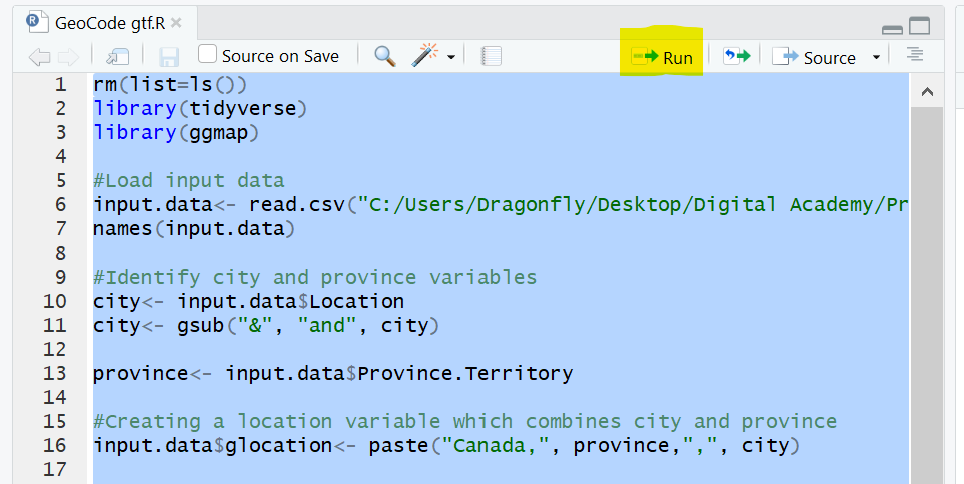 GeoCode gtf.R
Source on Save
Run
Source
1 rm(list=ls())
2 library(tidyverse)
3 library(ggmap)
4
5 #Load input data
6 input.data<- read.csv("C:/Users/Dragonfly/Desktop/Digital Academy/Pr
7 names(input.data)
8
9 #Identify city and province variables
10 city<- input.data$Location
11 city<- gsub("&", "and", city)
12
13 province<- input.data$Province.Territory
14
15 #Creating a location variable which combines city and province
16 input.data$glocation<- paste("Canada,", province,",", city)
17